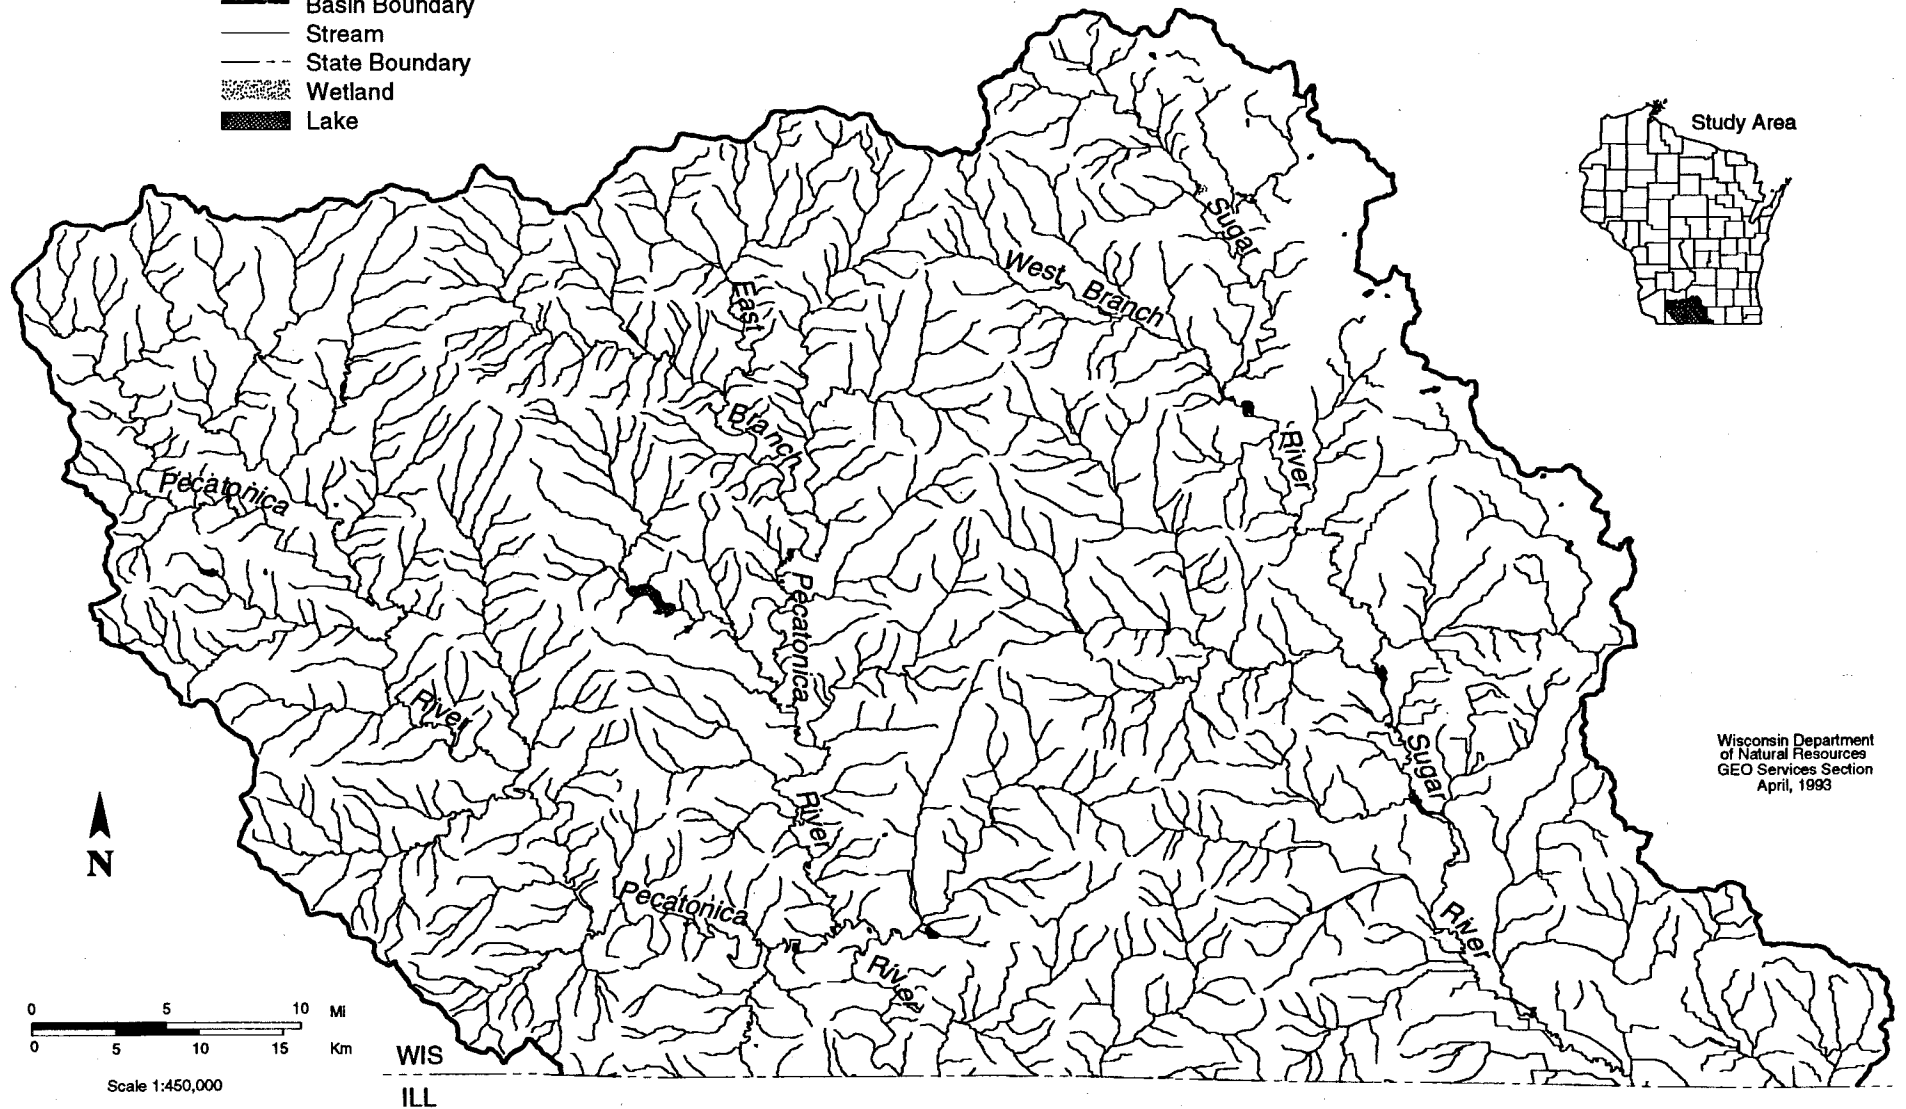 Basin Boundary
Stream
State Boundary
Wetland
Lake
Study Area
Sugar
West Branch
East
Branch
River
Pecatonica
Pecatonica
River
Sugar
Wisconsin Department
of Natural Resources
GEO Services Section
April, 1993
River
N
Pecatonica
River
River
0 5 10 Mi
0 5 10 15 Km
WIS
Scale 1:450,000
ILL